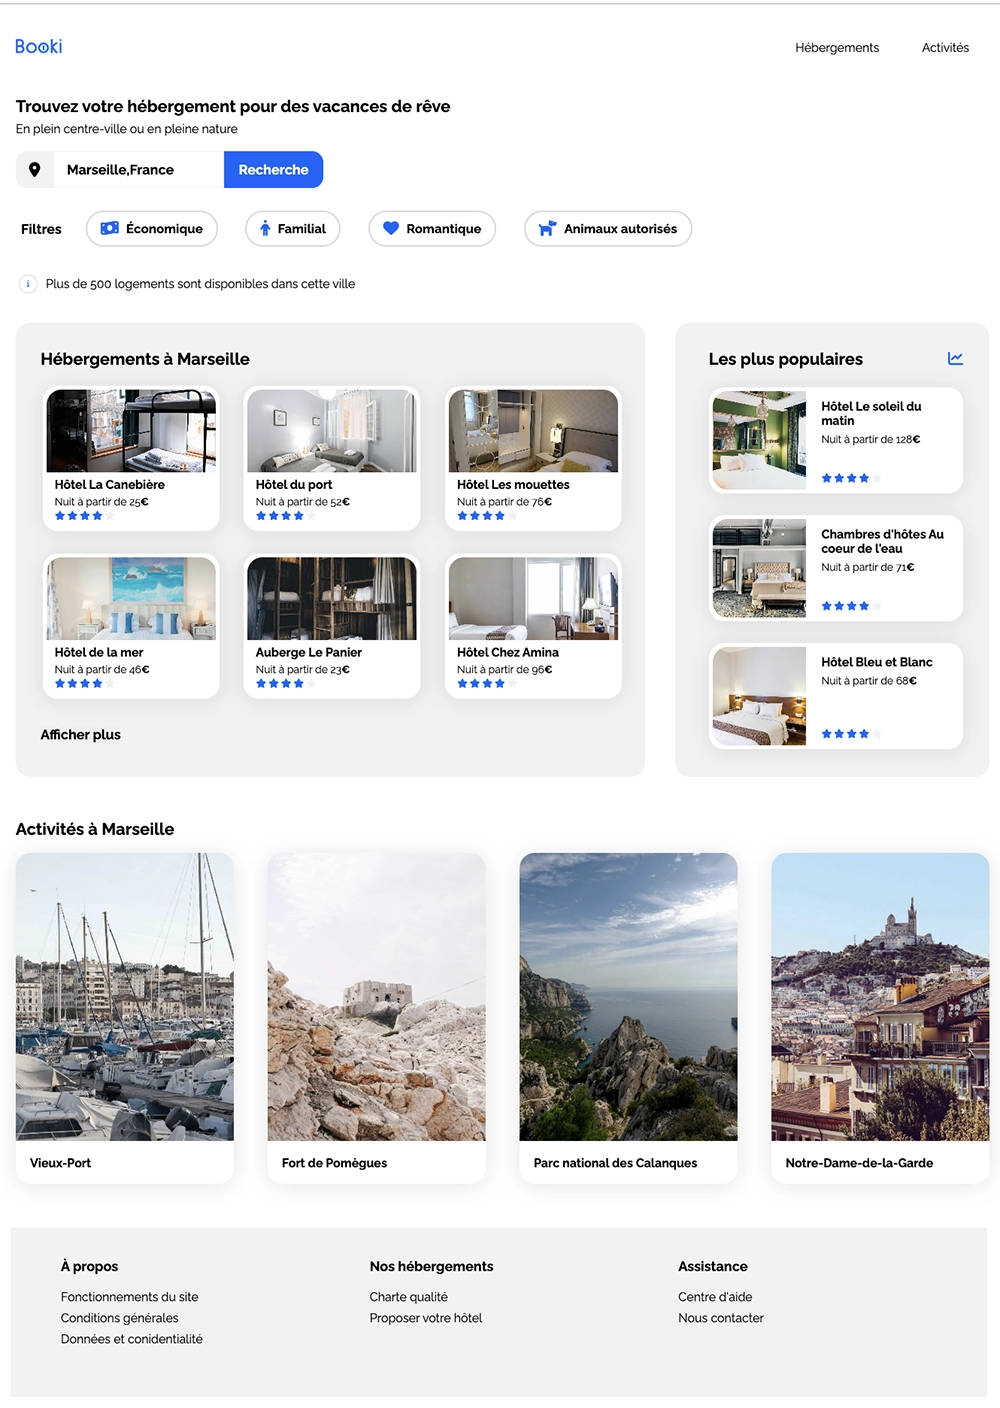 Booki
Hébergements
Activités
Trouvez votre hébergement pour des vacances de rêve
En plein centre-ville ou en pleine nature
Marseille,France
Recherche
Filtres
Économique
Familial
Romantique
Animaux autorisés
Plus de 500 logements sont disponibles dans cette ville
Hébergements à Marseille
Hôtel La Canebière
Nuit à partir de 25€
Hôtel du port
Nuit à partir de 52€
Hôtel Les mouettes
Nuit à partir de 76€
Hôtel de la mer
Nuit à partir de 46€
Auberge Le Panier
Nuit à partir de 23€
Hôtel Chez Amina
Nuit à partir de 96€
Afficher plus
Les plus populaires
Hôtel Le soleil du
matin
Nuit à partir de 128€
Chambres d'hôtes Au
coeur de l'eau
Nuit à partir de 71€
Hôtel Bleu et Blanc
Nuit à partir de 68€
Activités à Marseille
Vieux-Port
Fort de Pomègues
Parc national des Calanques
Notre-Dame-de-la-Garde
À propos
Fonctionnements du site
Conditions générales
Données et conidentialité
Nos hébergements
Charte qualité
Proposer votre hôtel
Assistance
Centre d'aide
Nous contacter